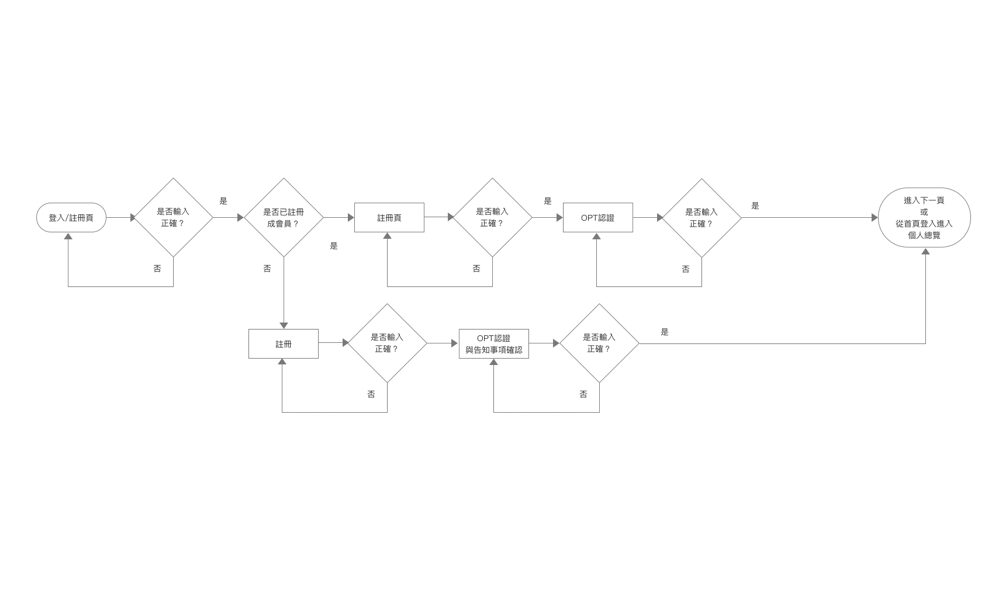 登入/註冊頁
是否輸入
正確？
是
否
是否已註冊
成會員？
是
否
註冊頁
是否輸入
正確？
是
否
OPT認證
是否輸入
正確？
是
否
進入下一頁
或
從首頁登入進入
個人總覽
註冊
是否輸入
正確？
否
OPT認證
與告知事項確認
是否輸入
正確？
是
否